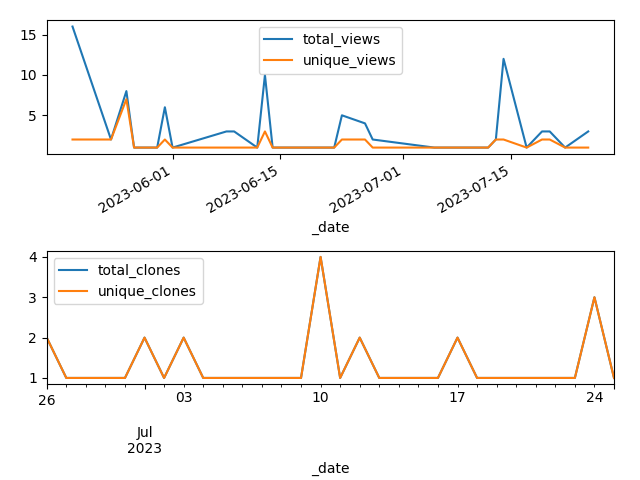 15
10
5
total_views
unique_views
2023-06-01
2023-06-15
2023-07-01
2023-07-15
_date
4
3
2
1
total_clones
unique_clones
26
03
10
17
24
Jul
2023
_date